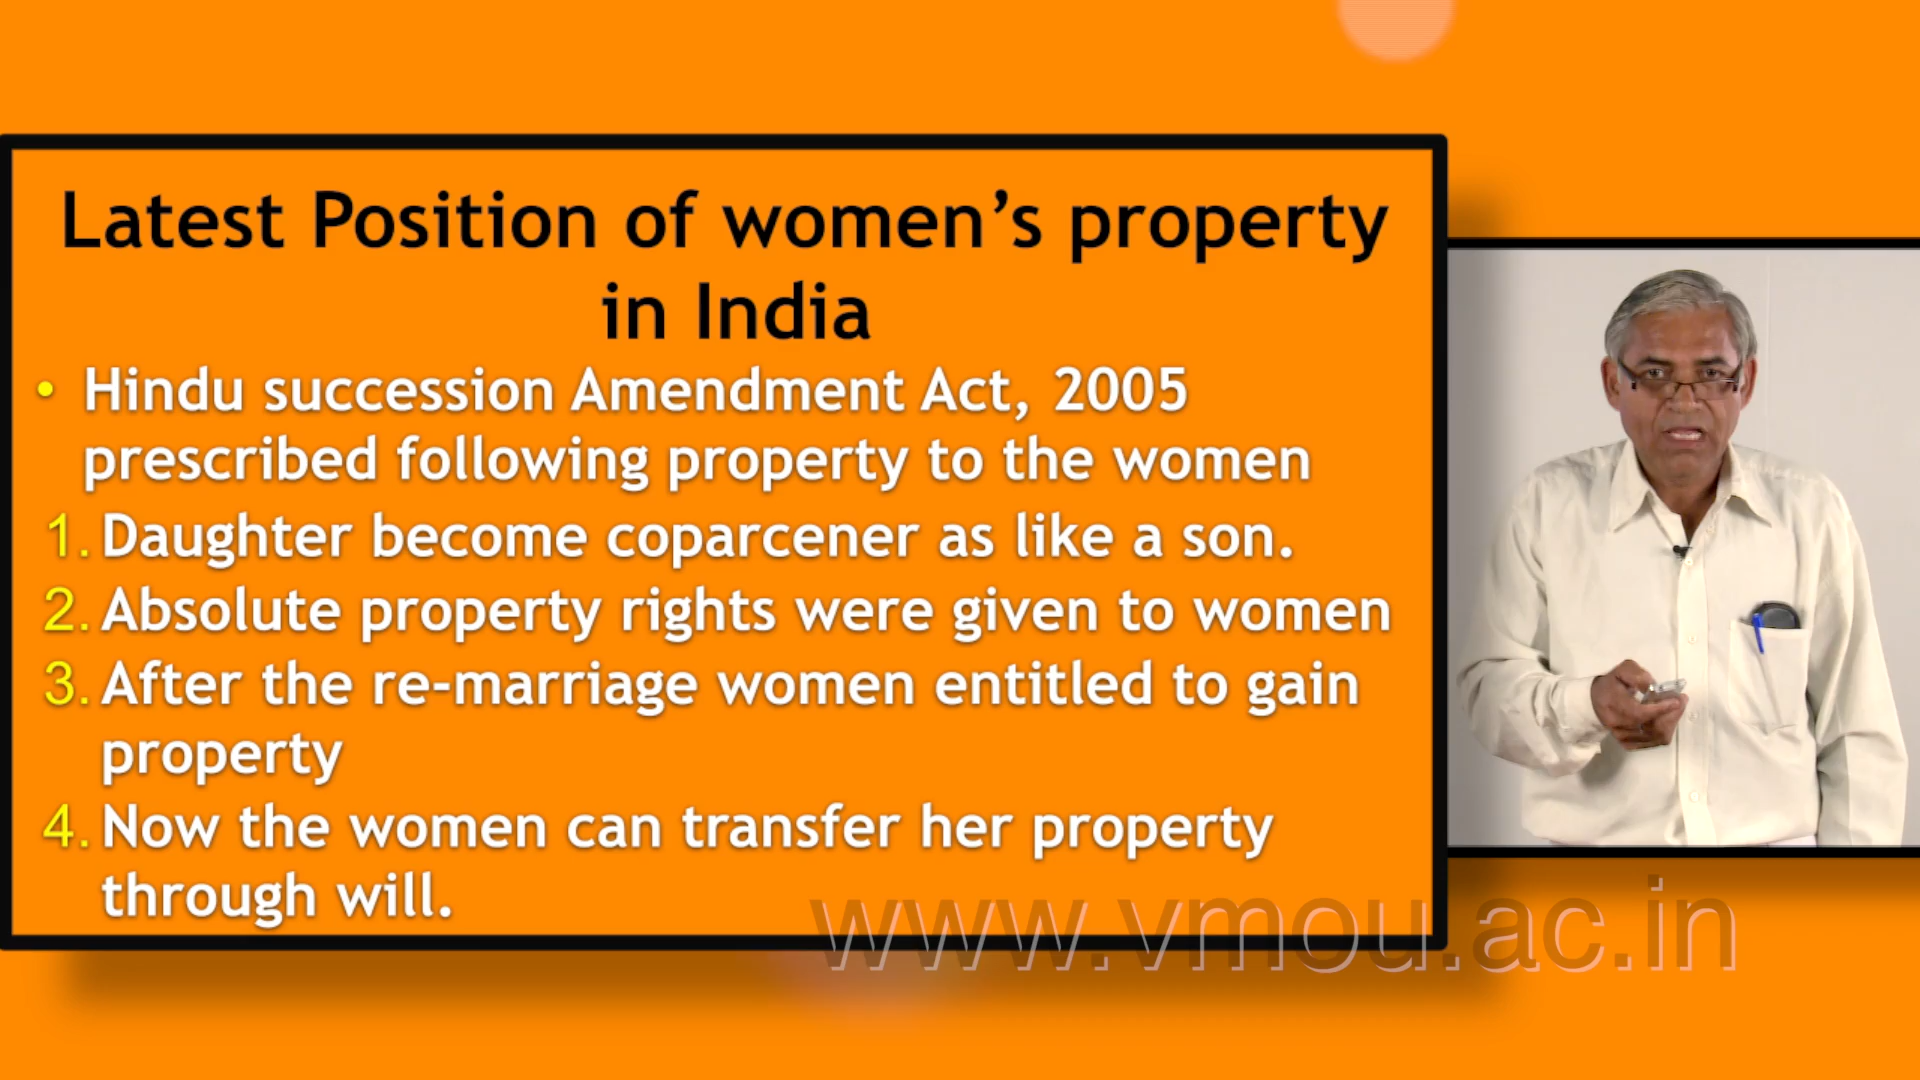 Latest Position of women’s property
in India
• Hindu succession Amendment Act, 2005
prescribed following property to the women
1. Daughter become coparcener as like a son.
2. Absolute property rights were given to women
3. After the re-marriage women entitled to gain
property
4. Now the women can transfer her property
through will.
www.vmou.ac.in